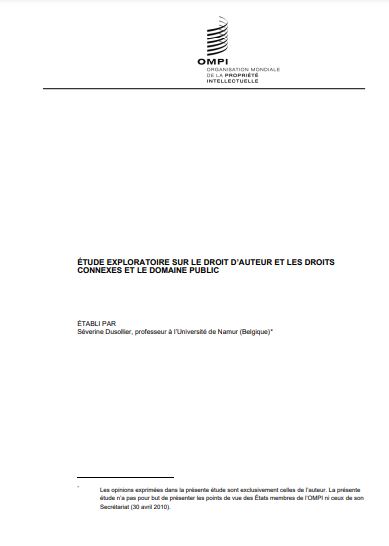 OMPI
ORGANISATION MONDIALE
DE LA PROPRIÉTÉ
INTELLECTUELLE
ÉTUDE EXPLORATOIRE SUR LE DROIT D'AUTEUR ET LES DROITS
CONNEXES ET LE DOMAINE PUBLIC
ÉTABLI PAR
Séverine Dusollier, professeur à l'Université de Namur (Belgique)*
* Les opinions exprimées dans la présente étude sont exclusivement celles de l'auteur. La présente
étude n'a pas pour but de présenter les points de vue des États membres de l'OMPI ni ceux de son
Secrétariat (30 avril 2010).